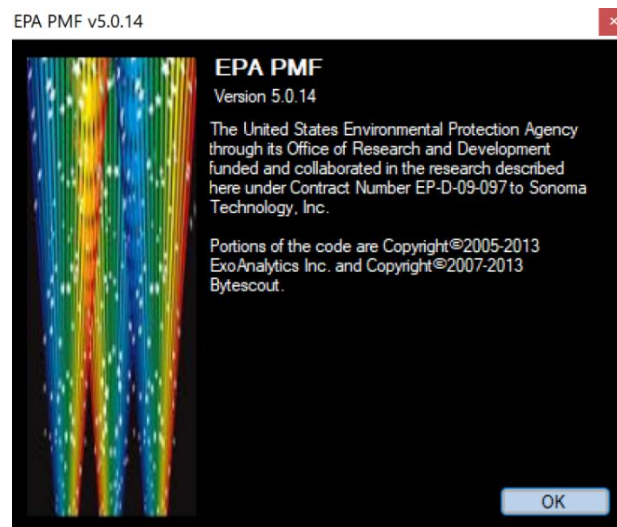 EPA PMF v5.0.14
EPA PMF
Version 5.0.14
The United States Environmental Protection Agency
through its Office of Research and Development
funded and collaborated in the research described
here under Contract Number EP-D-09-097 to Sonoma
Technology, Inc.
Portions of the code are Copyright©2005-2013
ExoAnalytics Inc. and Copyright©2007-2013
Bytescout.
OK